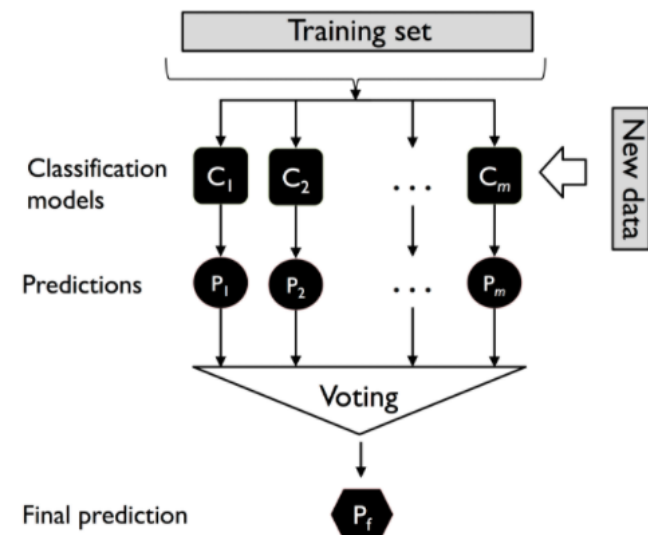 Training set
Classification
models
C1 C2 ... Cm
New data
Predictions
P1 P2 ... Pm
Voting
Final prediction
Pf